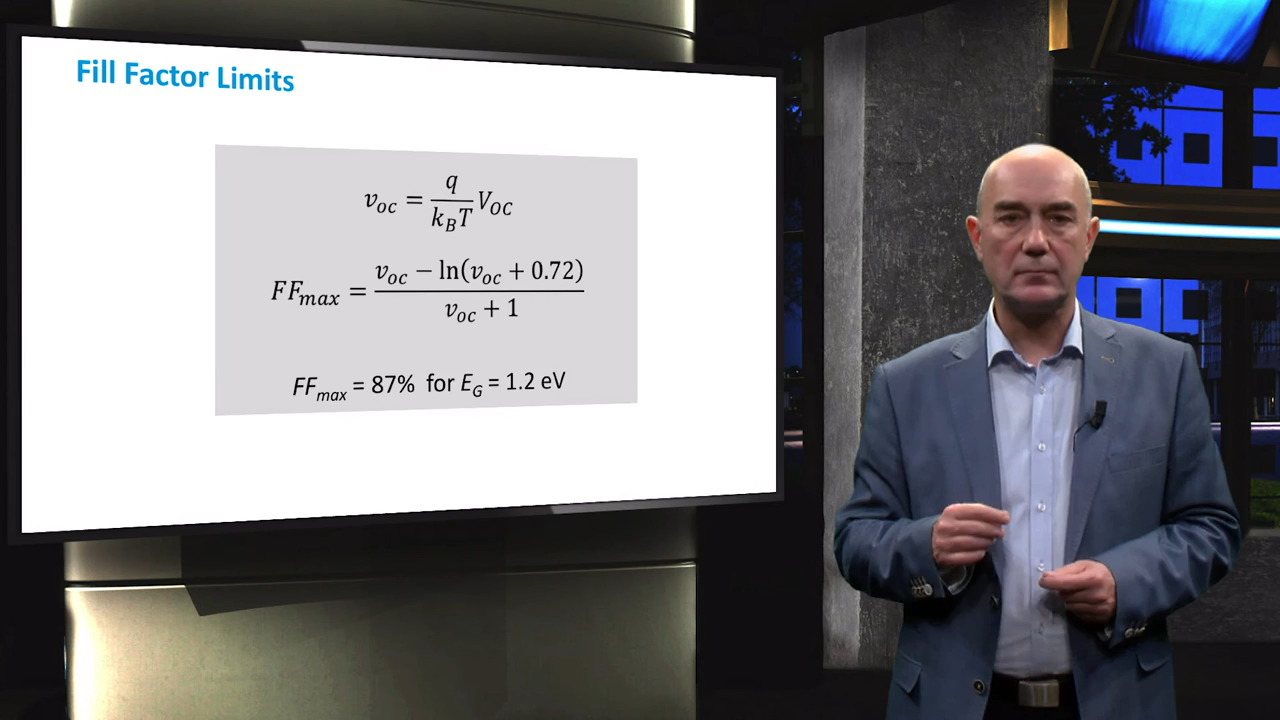 Fill Factor Limits
v_oc = q / k_B T V_OC
FF_max = v_oc − ln(v_oc + 0.72) / v_oc + 1
FF_max = 87% for E_G = 1.2 eV